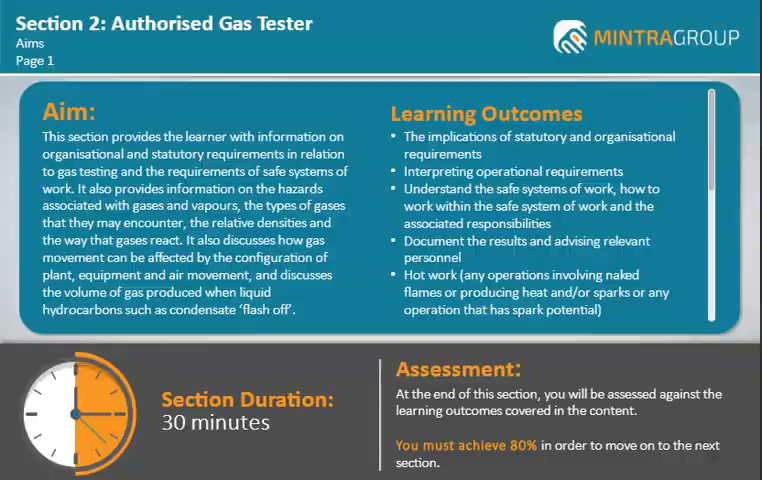 Section 2: Authorised Gas Tester
Aims
Page 1
MINTRAGROUP
Aim:
This section provides the learner with information on
organisational and statutory requirements in relation
to gas testing and the requirements of safe systems of
work. It also provides information on the hazards
associated with gases and vapours, the types of gases
that they may encounter, the relative densities and
the way that gases react. It also discusses how gas
movement can be affected by the configuration of
plant, equipment and air movement, and discusses
the volume of gas produced when liquid
hydrocarbons such as condensate ‘flash off’.
Learning Outcomes
• The implications of statutory and organisational
requirements
• Interpreting operational requirements
• Understand the safe systems of work, how to
work within the safe system of work and the
associated responsibilities
• Document the results and advising relevant
personnel
• Hot work (any operations involving naked
flames or producing heat and/or sparks or any
operation that has spark potential)
Section Duration:
30 minutes
Assessment:
At the end of this section, you will be assessed against the
learning outcomes covered in the content.
You must achieve 80% in order to move on to the next
section.